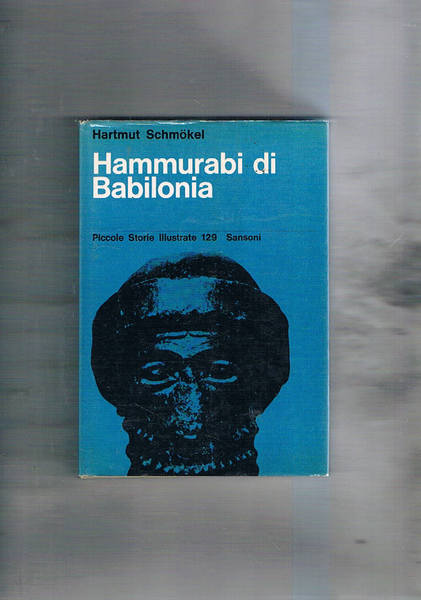 Hartmut Schmökel
Hammurabi di
Babilonia
Piccole Storie Illustrate 129 Sansoni